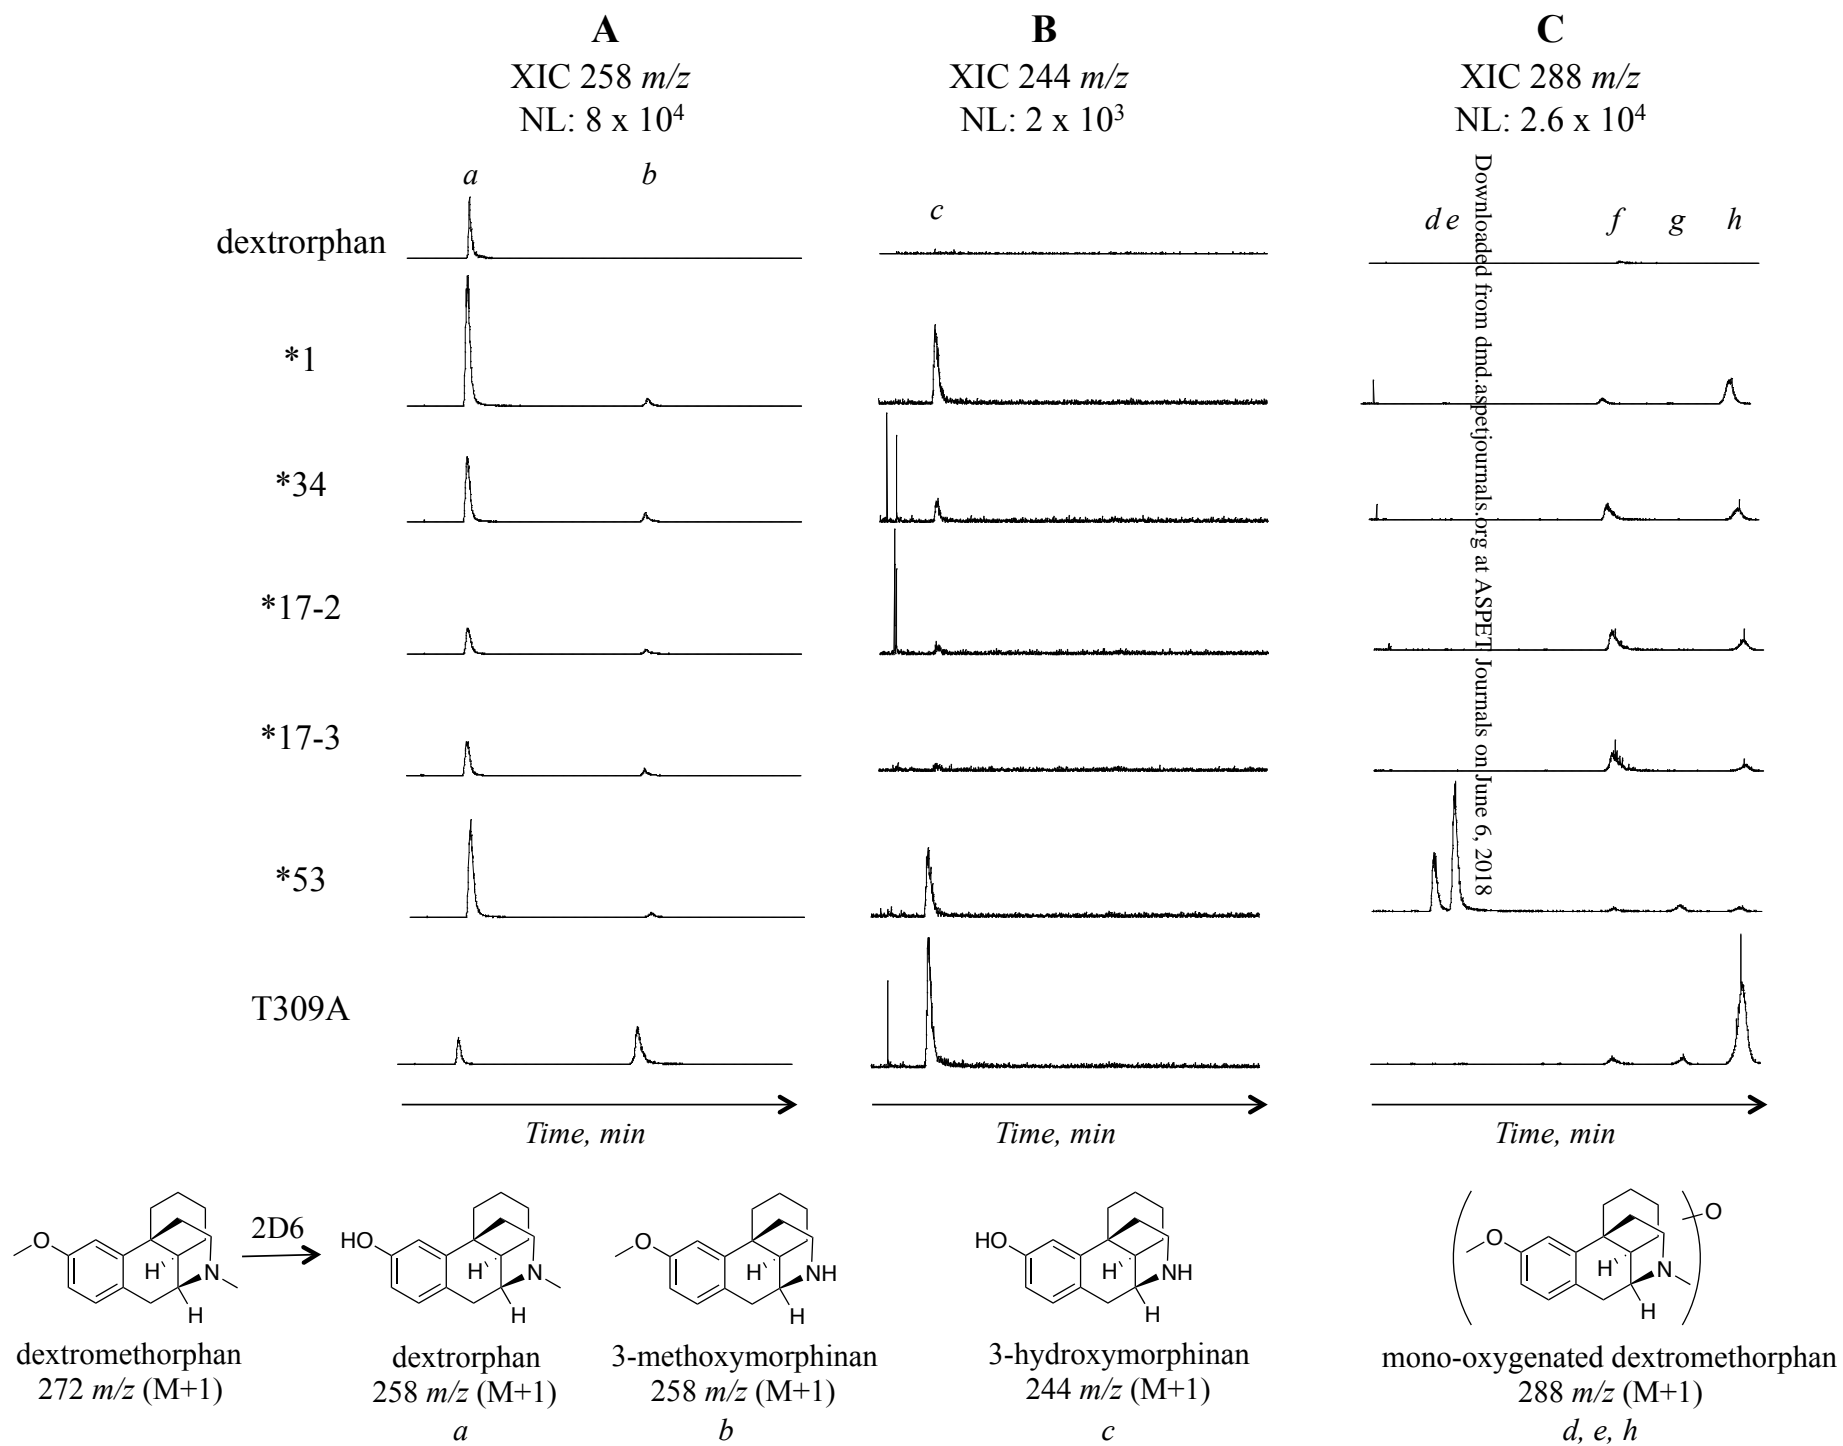 A
B
C
XIC 258 m/z
XIC 244 m/z
XIC 288 m/z
NL: 8 x 10⁴
NL: 2 x 10³
NL: 2.6 x 10⁴
a
b
c
d e
f
g
h
Downloaded from dmd.aspetjournals.org at ASPET Journals on June 6, 2018
dextrorphan
*1
*34
*17-2
*17-3
*53
T309A
Time, min
Time, min
Time, min
O
N
H
H
2D6
HO
N
H
H
O
NH
H
H
HO
NH
H
H
O
N
H
H
O
dextromethorphan
272 m/z (M+1)
dextrorphan
258 m/z (M+1)
a
3-methoxymorphinan
258 m/z (M+1)
b
3-hydroxymorphinan
244 m/z (M+1)
c
mono-oxygenated dextromethorphan
288 m/z (M+1)
d, e, h